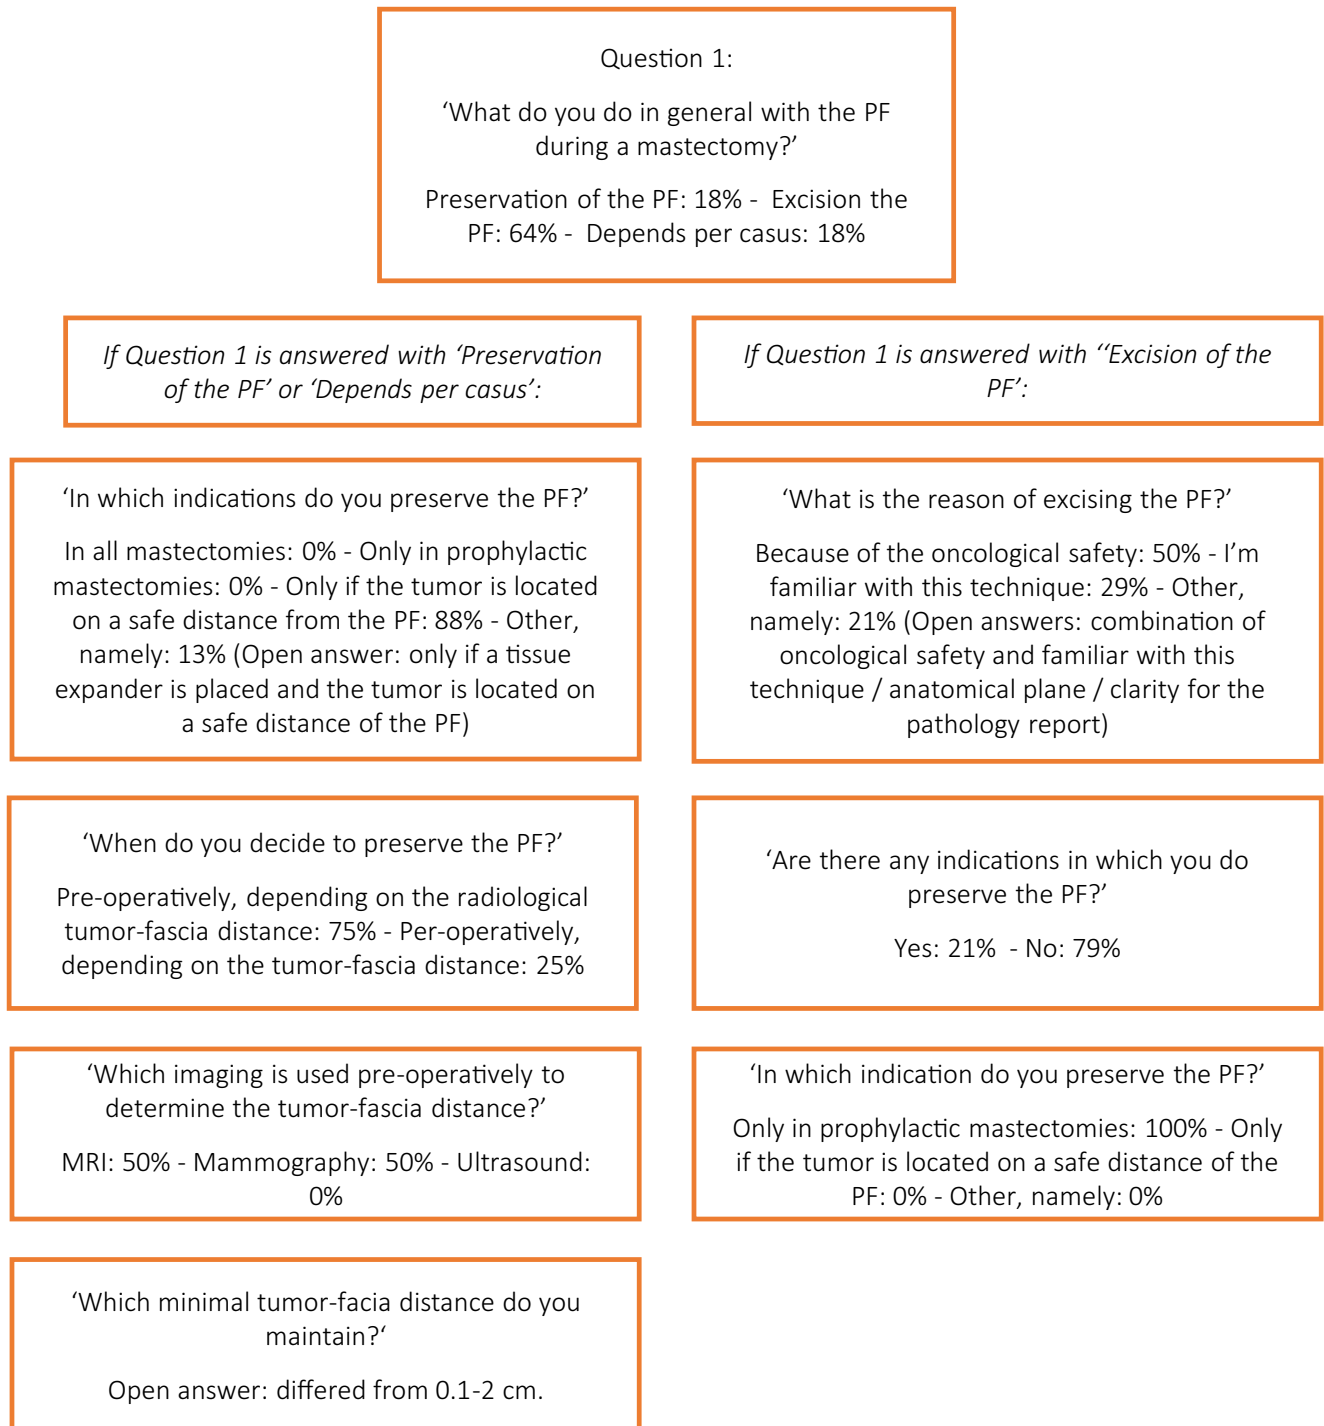 Question 1:
‘What do you do in general with the PF
during a mastectomy?’
Preservation of the PF: 18% - Excision the
PF: 64% - Depends per casus: 18%
If Question 1 is answered with ‘Preservation
of the PF’ or ‘Depends per casus’:
‘In which indications do you preserve the PF?’
In all mastectomies: 0% - Only in prophylactic
mastectomies: 0% - Only if the tumor is located
on a safe distance from the PF: 88% - Other,
namely: 13% (Open answer: only if a tissue
expander is placed and the tumor is located on
a safe distance of the PF)
‘When do you decide to preserve the PF?’
Pre-operatively, depending on the radiological
tumor-fascia distance: 75% - Per-operatively,
depending on the tumor-fascia distance: 25%
‘Which imaging is used pre-operatively to
determine the tumor-fascia distance?’
MRI: 50% - Mammography: 50% - Ultrasound:
0%
‘Which minimal tumor-facia distance do you
maintain?‘
Open answer: differed from 0.1-2 cm.
If Question 1 is answered with ‘‘Excision of the
PF’:
‘What is the reason of excising the PF?’
Because of the oncological safety: 50% - I’m
familiar with this technique: 29% - Other,
namely: 21% (Open answers: combination of
oncological safety and familiar with this
technique / anatomical plane / clarity for the
pathology report)
‘Are there any indications in which you do
preserve the PF?’
Yes: 21% - No: 79%
‘In which indication do you preserve the PF?’
Only in prophylactic mastectomies: 100% - Only
if the tumor is located on a safe distance of the
PF: 0% - Other, namely: 0%